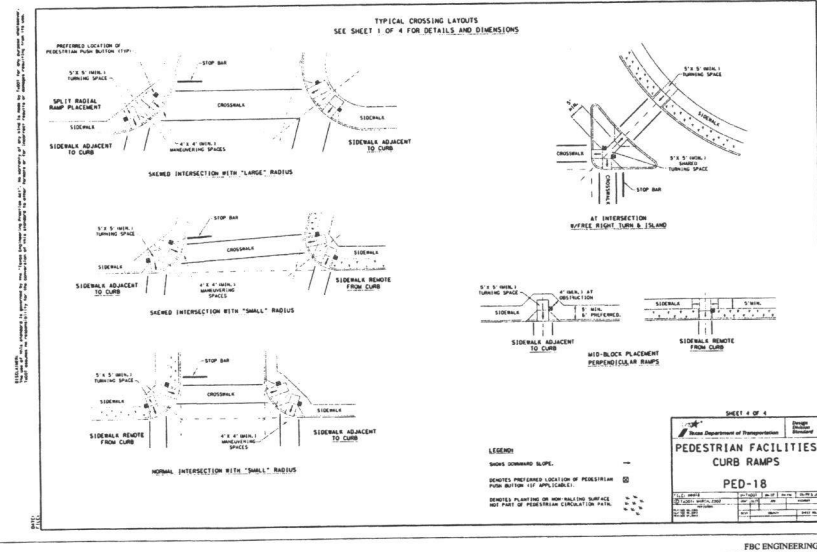 TYPICAL CROSSING LAYOUTS
SEE SHEET 1 OF 4 FOR DETAILS AND DIMENSIONS
PREFERRED LOCATION OF
PEDESTRIAN PUSH BUTTON (TYP)
5'X 5' (MIN.)
TURNING SPACE
SPLIT RADIAL
RAMP PLACEMENT
SIDEWALK
SIDEWALK ADJACENT
TO CURB
STOP BAR
CROSSWALK
4'X 4' (MIN.)
MANEUVERING SPACES
SIDEWALK
SIDEWALK ADJACENT
TO CURB
SKEWED INTERSECTION WITH "LARGE" RADIUS
5'X 5' (MIN.)
TURNING SPACE
SIDEWALK
CROSSWALK
5'X 5' (MIN.)
SHARED
TURNING SPACE
CROSSWALK
STOP BAR
AT INTERSECTION
W/FREE RIGHT TURN & ISLAND
STOP BAR
5'X 5' (MIN.)
TURNING SPACE
CROSSWALK
SIDEWALK
SIDEWALK
SIDEWALK ADJACENT
TO CURB
4'X 4' (MIN.)
MANEUVERING
SPACES
SIDEWALK REMOTE
FROM CURB
SKEWED INTERSECTION WITH "SMALL" RADIUS
5'X 5' (MIN.)
TURNING SPACE
4' (MIN.) AT
OBSTRUCTION
SIDEWALK
5' MIN.
6' PREFERRED.
SIDEWALK
5'MIN.
SIDEWALK ADJACENT
TO CURB
SIDEWALK REMOTE
FROM CURB
MID-BLOCK PLACEMENT
PERPENDICULAR RAMPS
STOP BAR
5'X 5' (MIN.)
TURNING SPACE
CROSSWALK
SIDEWALK
SIDEWALK
SIDEWALK REMOTE
FROM CURB
4'X 4' (MIN.)
MANEUVERING
SPACES
SIDEWALK ADJACENT
TO CURB
NORMAL INTERSECTION WITH "SMALL" RADIUS
LEGEND:
SHOWS DOWNWARD SLOPE.
DENOTES PREFERRED LOCATION OF PEDESTRIAN
PUSH BUTTON (IF APPLICABLE).
DENOTES PLANTING OR NON-WALKING SURFACE
NOT PART OF PEDESTRIAN CIRCULATION PATH.
SHEET 4 OF 4
Texas Department of Transportation
Design
Division
Standard
PEDESTRIAN FACILITIES
CURB RAMPS
PED-18
DATE:
FILE:
FBC ENGINEERING